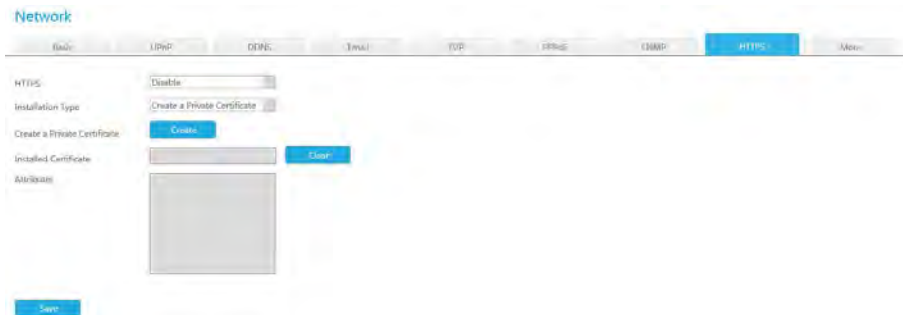 Network
Basic UPnP DDNS Email FTP PPPoE SNMP HTTPS More
HTTPS Disable
Installation Type Create a Private Certificate
Create a Private Certificate Create
Installed Certificate Clear
Attributes
Save